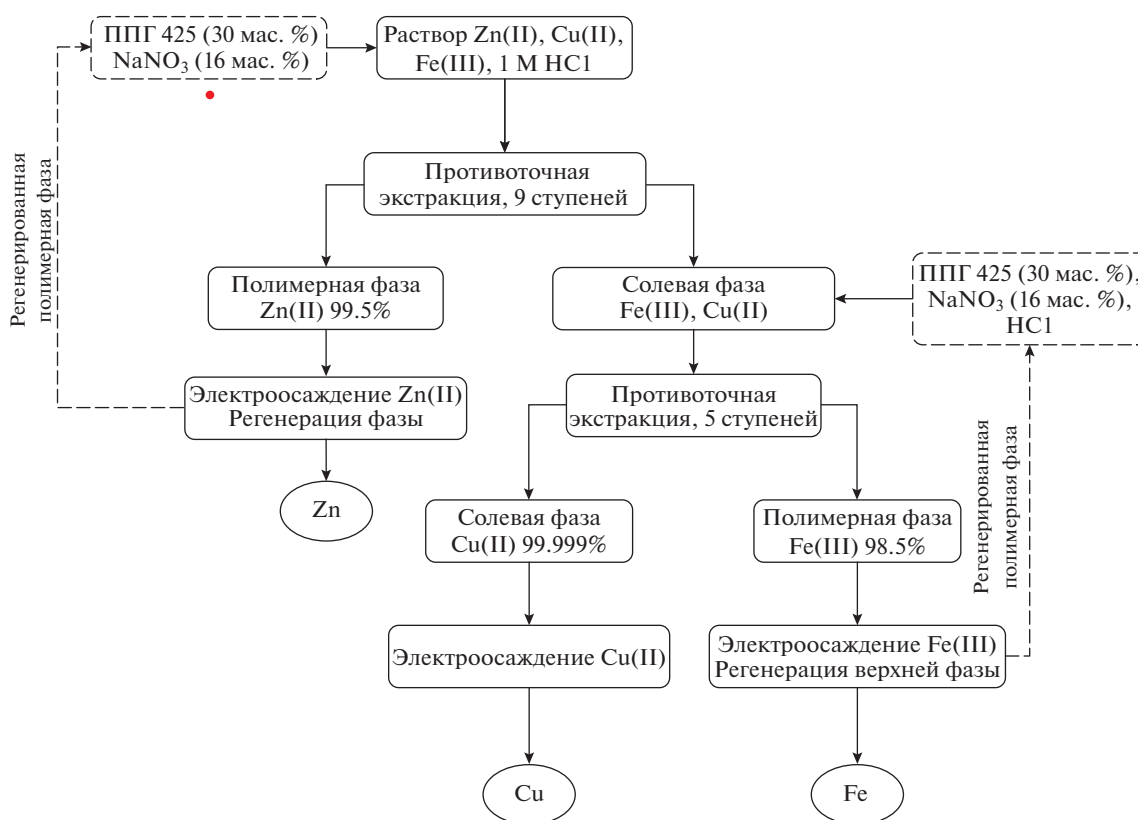 ППГ 425 (30 мас. %)
NaNO3 (16 мас. %)
Раствор Zn(II), Cu(II),
Fe(III), 1 М HCl
Регенерированная
полимерная фаза
Противоточная
экстракция, 9 ступеней
Полимерная фаза
Zn(II) 99.5%
Солевая фаза
Fe(III), Cu(II)
ППГ 425 (30 мас. %),
NaNO3 (16 мас. %),
HCl
Электроосаждение Zn(II)
Регенерация фазы
Противоточная
экстракция, 5 ступеней
Zn
Солевая фаза
Cu(II) 99.999%
Полимерная фаза
Fe(III) 98.5%
Регенерированная
полимерная фаза
Электроосаждение Cu(II)
Электроосаждение Fe(III)
Регенерация верхней фазы
Cu
Fe